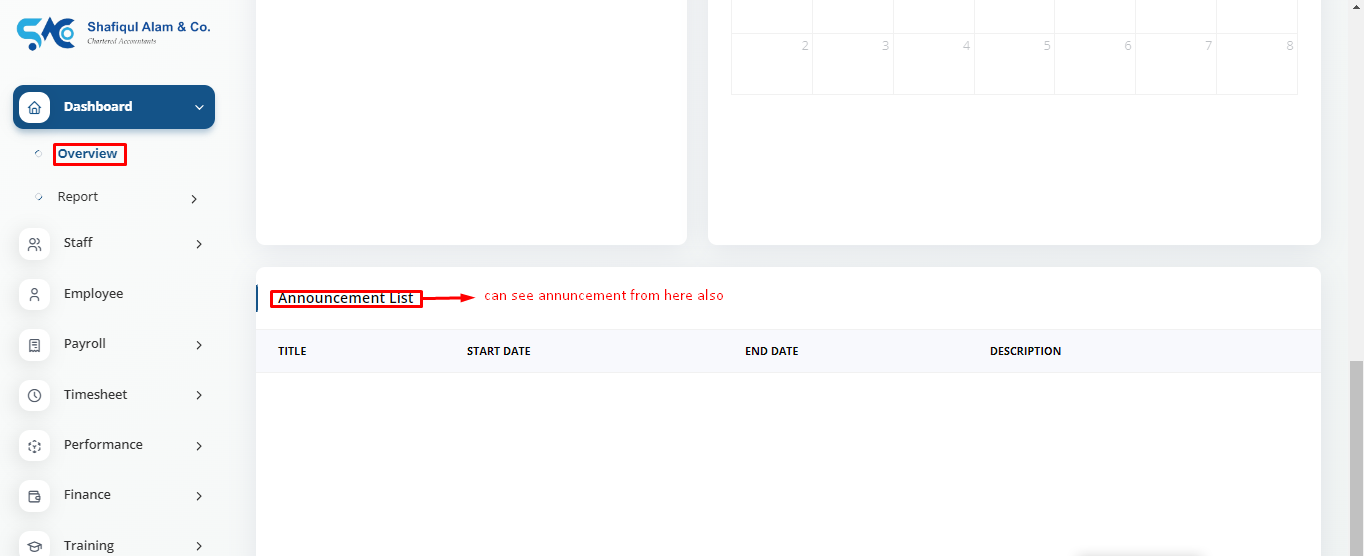 Shafiqul Alam & Co.
Chartered Accountants
Dashboard
Overview
Report
Staff
Employee
Payroll
Timesheet
Performance
Finance
Training
2 3 4 5 6 7 8
Announcement List can see annuncement from here also
TITLE START DATE END DATE DESCRIPTION